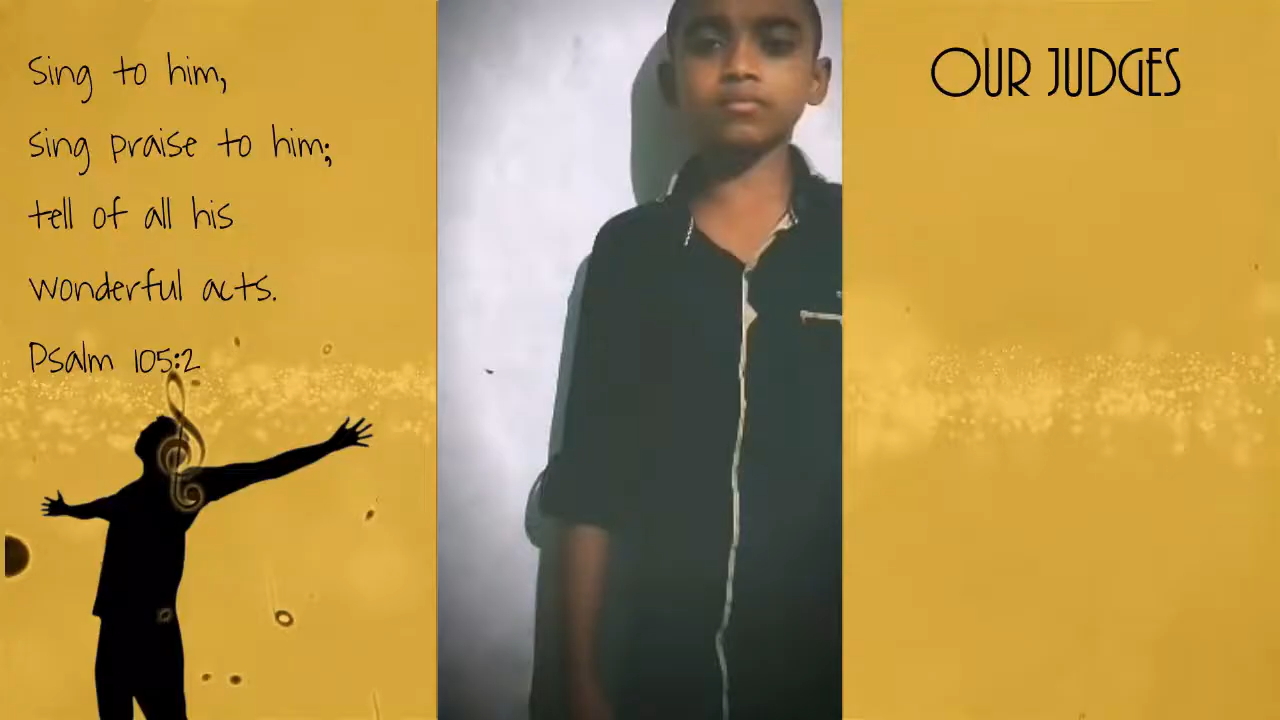 Sing to him,
sing praise to him;
tell of all his
wonderful acts.
Psalm 105:2
OUR JUDGES